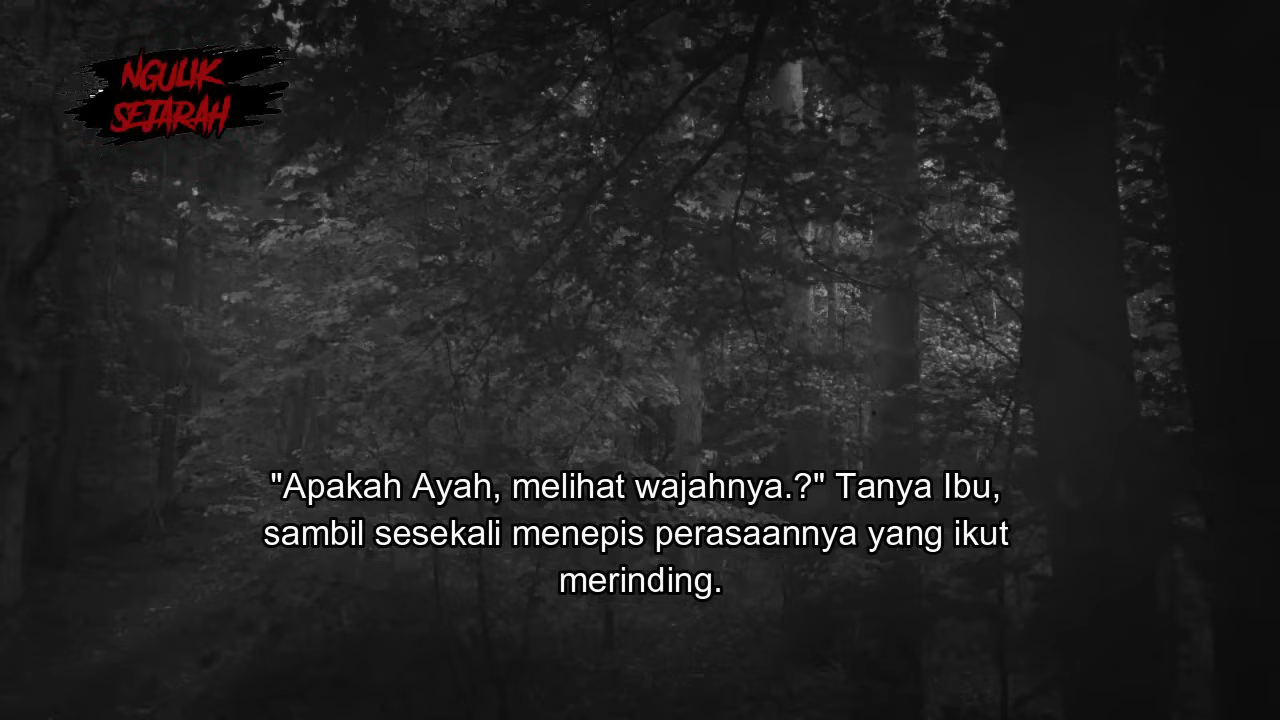 NGULIK
SEJARAH
"Apakah Ayah, melihat wajahnya.?" Tanya Ibu,
sambil sesekali menepis perasaannya yang ikut
merinding.